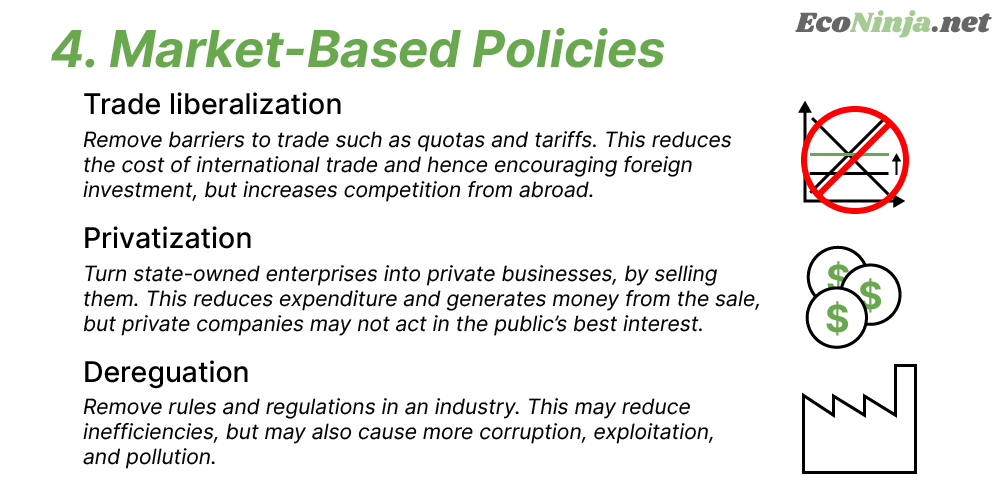 EcoNinja.net
4. Market-Based Policies
Trade liberalization
Remove barriers to trade such as quotas and tariffs. This reduces
the cost of international trade and hence encouraging foreign
investment, but increases competition from abroad.
Privatization
Turn state-owned enterprises into private businesses, by selling
them. This reduces expenditure and generates money from the sale,
but private companies may not act in the public’s best interest.
$
$
$
Dereguation
Remove rules and regulations in an industry. This may reduce
inefficiencies, but may also cause more corruption, exploitation,
and pollution.